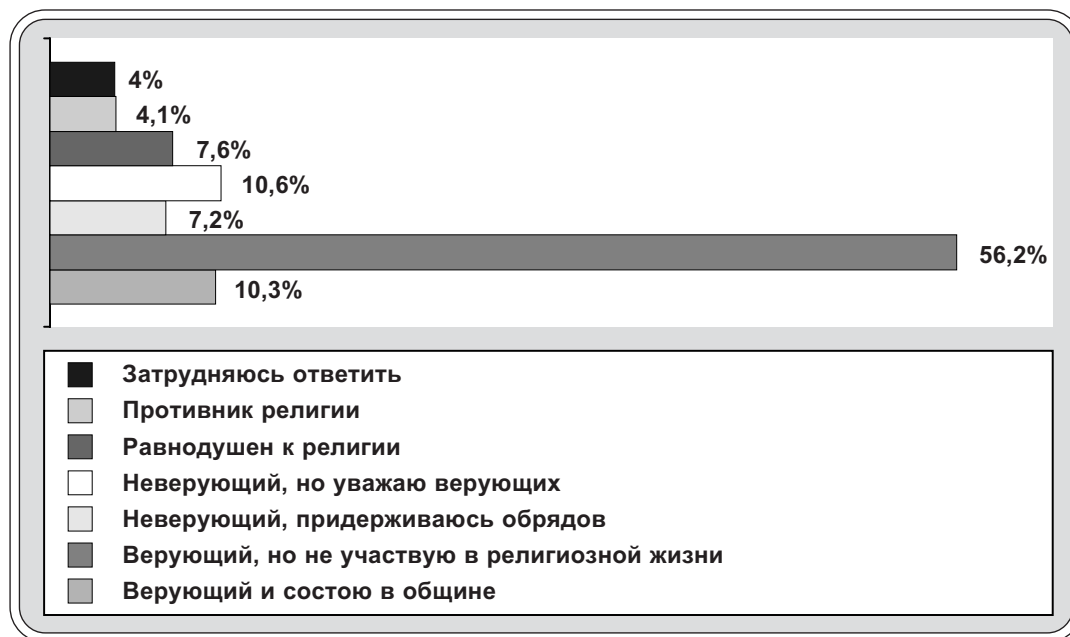 4%
4,1%
7,6%
10,6%
7,2%
56,2%
10,3%
Затрудняюсь ответить
Противник религии
Равнодушен к религии
Неверующий, но уважаю верующих
Неверующий, придерживаюсь обрядов
Верующий, но не участвую в религиозной жизни
Верующий и состою в общине